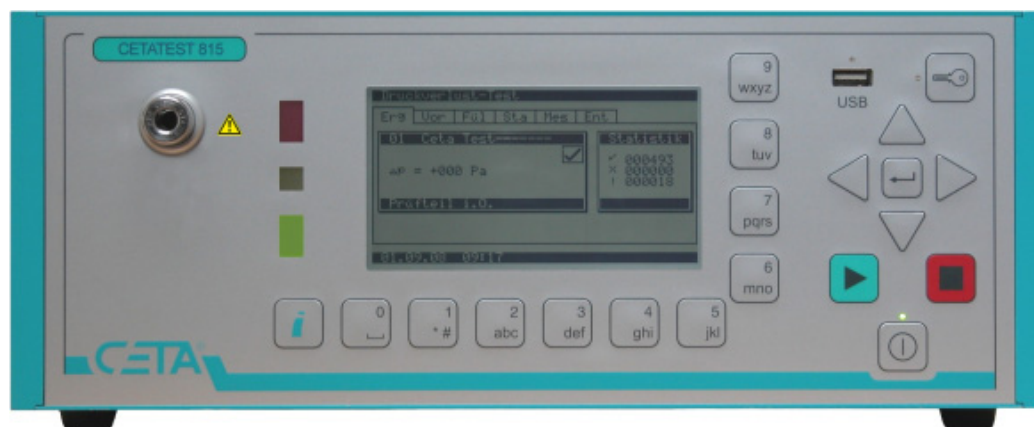 CETATEST 815
Druckverlust-Test
Erg Vor Fül Sta Mes Ent
01 Ceta Test
ΔP = +000 Pa
Prüfteil i.O.
Statistik
✓ 000493
× 000000
! 000018
01.09.08 09:17
9
wxyz
8
tuv
7
pqrs
6
mno
USB
i
0
1
* #
2
abc
3
def
4
ghi
5
jkl
CETA